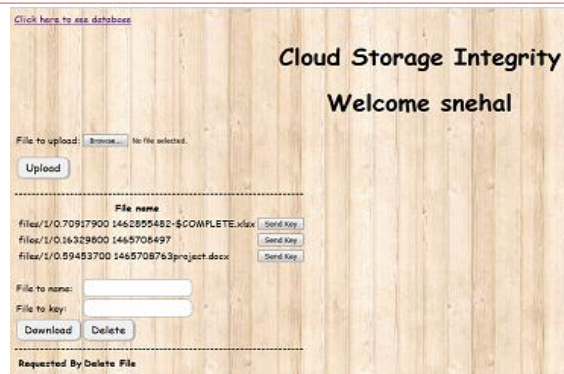 Click here to see database
Cloud Storage Integrity
Welcome snehal
File to upload: Browse... No file selected.
Upload
File name
files/1/0.70917900 1462855482-$COMPLETE.xlsx Send Key
files/1/0.16329800 1465708497 Send Key
files/1/0.59453700 1465708763project.docx Send Key
File to name:
File to key:
Download Delete
Requested By Delete File